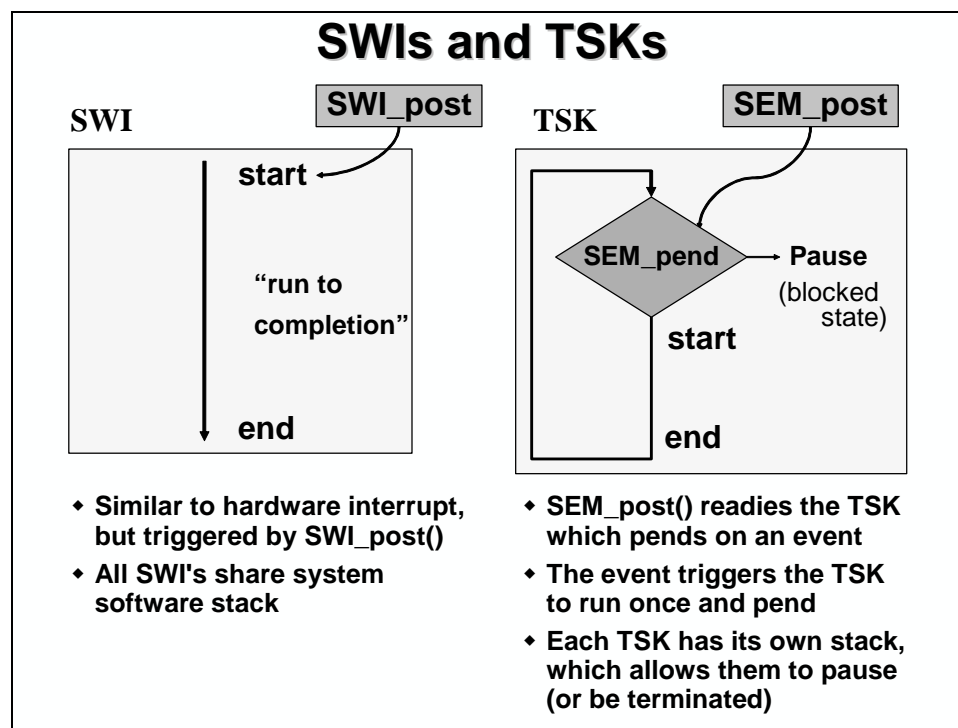 SWIs and TSKs
SWI
SWI_post
start
“run to
completion”
end
◆ Similar to hardware interrupt,
but triggered by SWI_post()
◆ All SWI's share system
software stack
TSK
SEM_post
SEM_pend
Pause
(blocked
state)
start
end
◆ SEM_post() readies the TSK
which pends on an event
◆ The event triggers the TSK
to run once and pend
◆ Each TSK has its own stack,
which allows them to pause
(or be terminated)